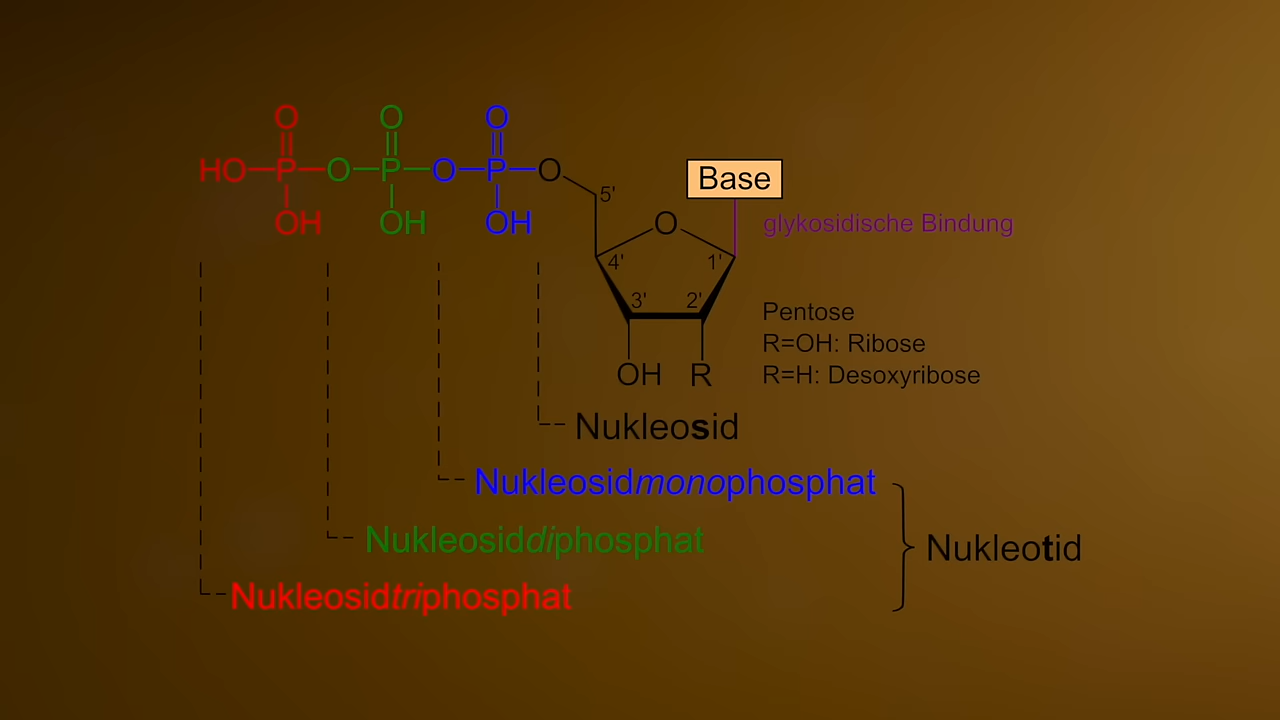 O O O
HO P O P O P O
OH OH OH
5'
Base
O
glykosidische Bindung
4' 1'
3' 2'
Pentose
R=OH: Ribose
R=H: Desoxyribose
OH R
Nukleosid
Nukleosidmonophosphat
Nukleosiddiphosphat
Nukleotid
Nukleosidtriphosphat